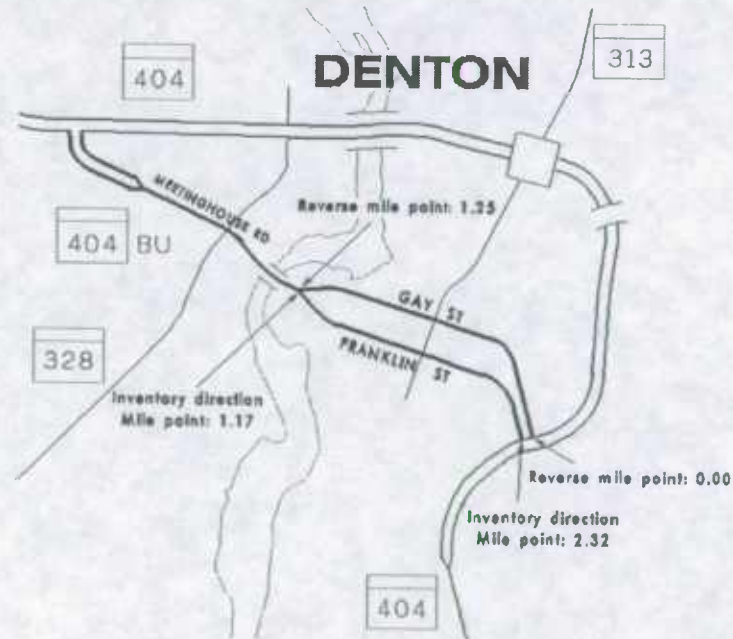 404
DENTON
313
MEETINGHOUSE RD
Reverse mile point: 1.25
404 BU
GAY ST
328
FRANKLIN ST
Inventory direction
Mile point: 1.17
Reverse mile point: 0.00
Inventory direction
Mile point: 2.32
404